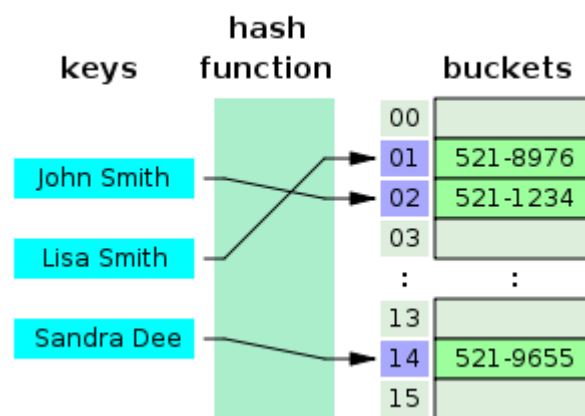 hash
keys function buckets
00
John Smith 01 521-8976
02 521-1234
Lisa Smith 03
: :
13
Sandra Dee 14 521-9655
15